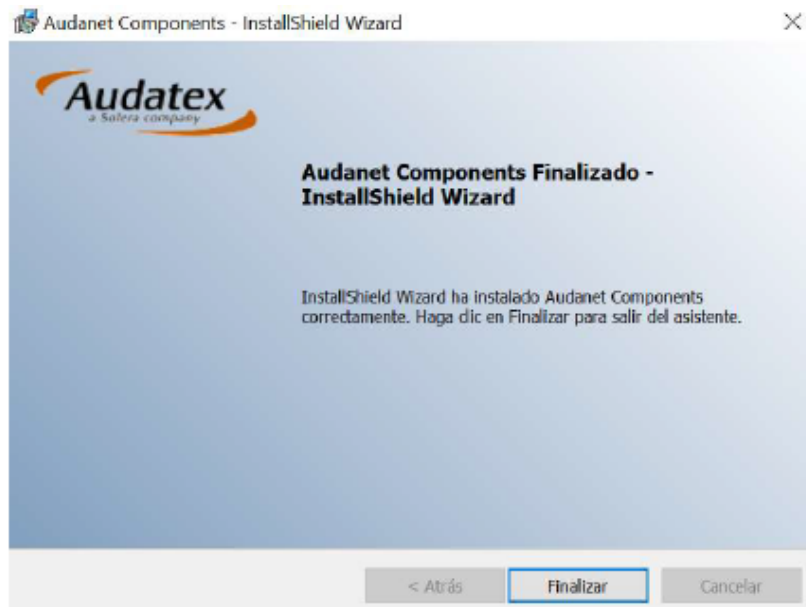 Audanet Components - InstallShield Wizard
Audatex
a Solera company
Audanet Components Finalizado -
InstallShield Wizard
InstallShield Wizard ha instalado Audanet Components
correctamente. Haga clic en Finalizar para salir del asistente.
< Atrás
Finalizar
Cancelar